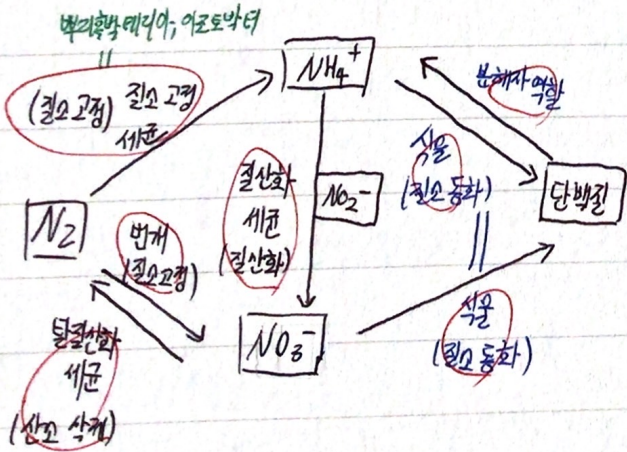 뿌리혹박테리아, 아조토박터
||
(질소고정) 질소고정
세균
NH₄⁺
분해자 역할
식물
(질소 동화)
단백질
질산화
세균
(질산화)
NO₂⁻
N₂
번개
(질소고정)
탈질산화
세균
(산소 삭제)
NO₃⁻
||
식물
(질소 동화)